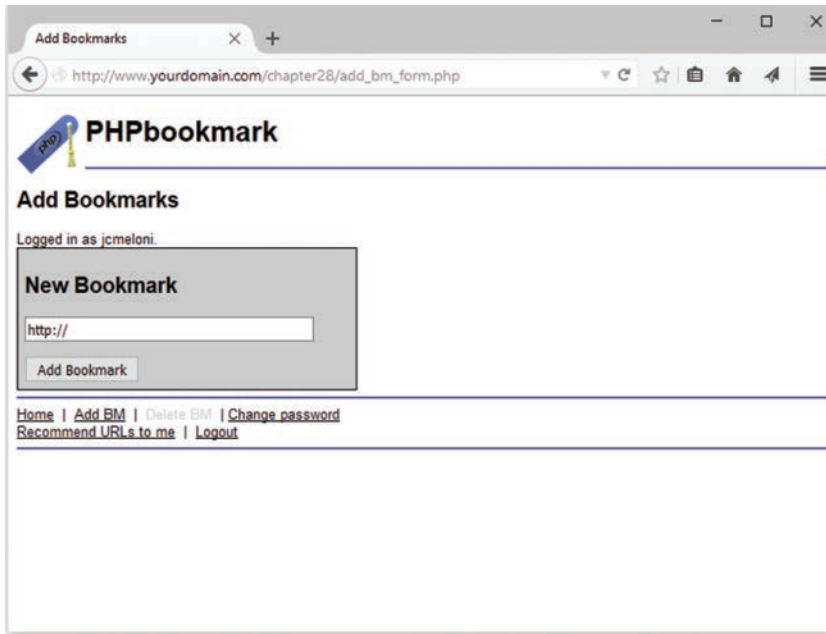 Add Bookmarks
http://www.yourdomain.com/chapter28/add_bm_form.php
php)
PHPbookmark
Add Bookmarks
Logged in as jcmeloni.
New Bookmark
http://
Add Bookmark
Home | Add BM | Delete BM | Change password
Recommend URLs to me | Logout